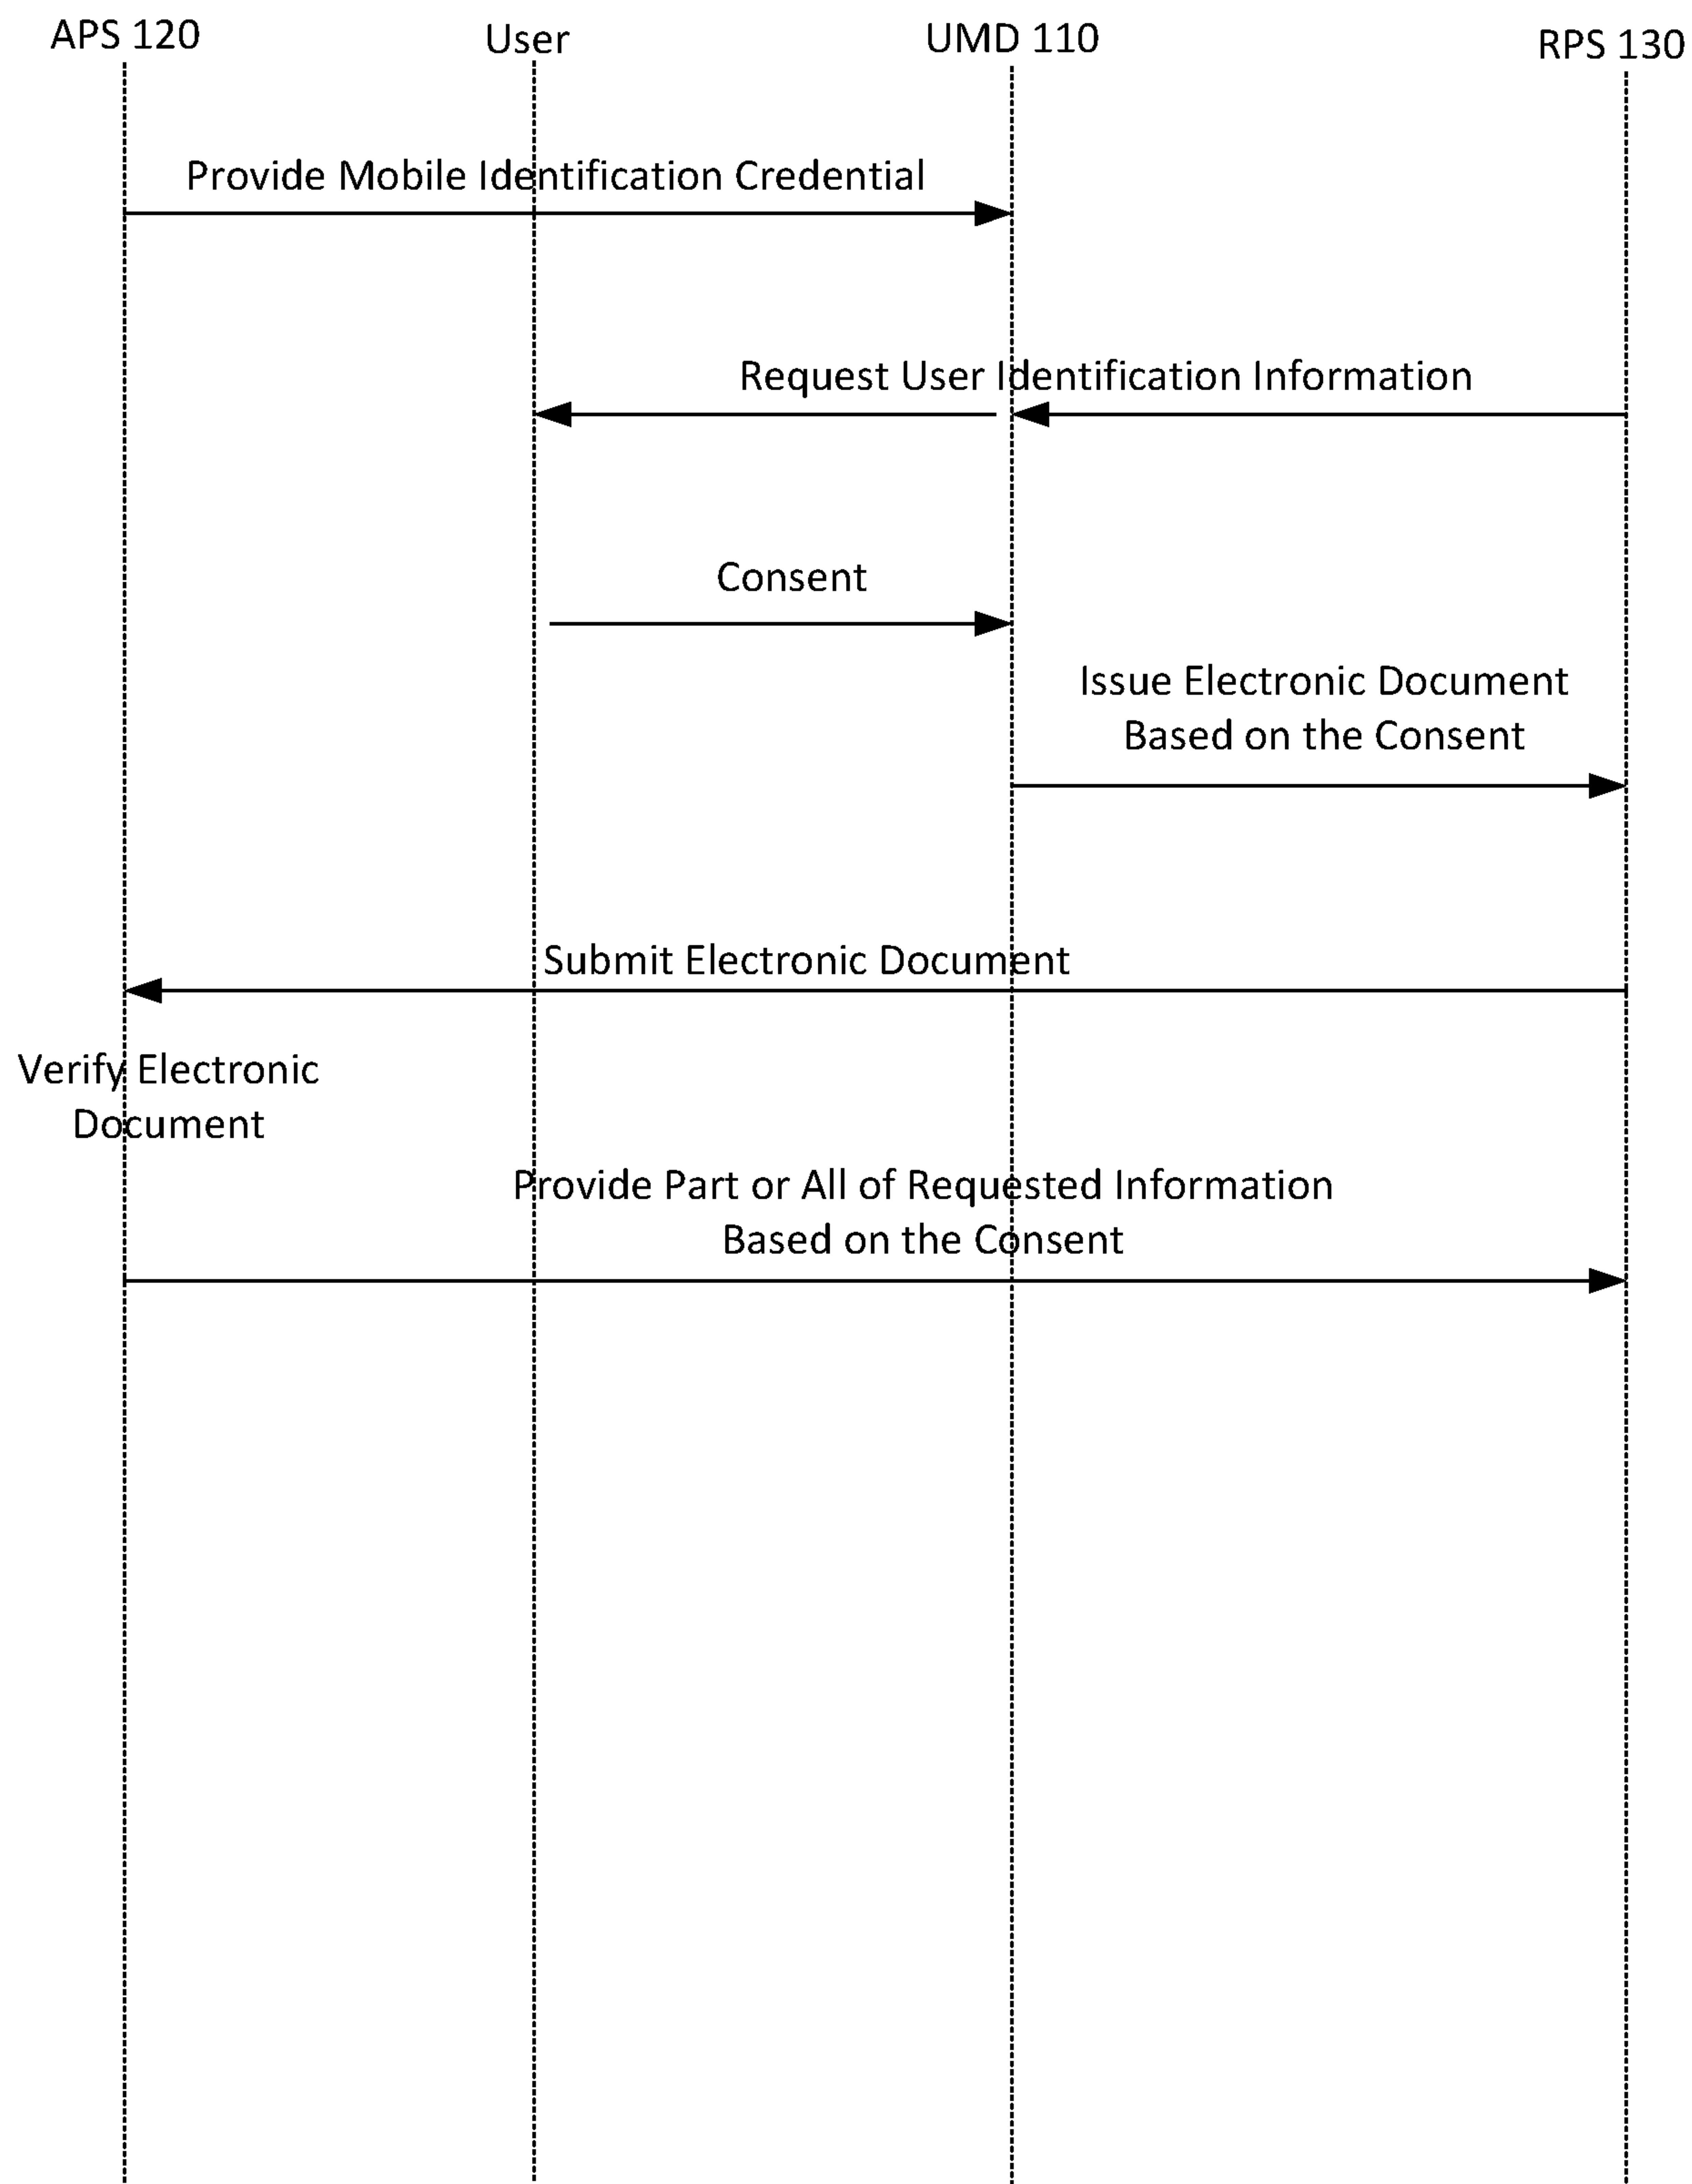 APS 120
User
UMD 110
RPS 130
Provide Mobile Identification Credential
Request User Identification Information
Consent
Issue Electronic Document
Based on the Consent
Submit Electronic Document
Verify Electronic
Document
Provide Part or All of Requested Information
Based on the Consent